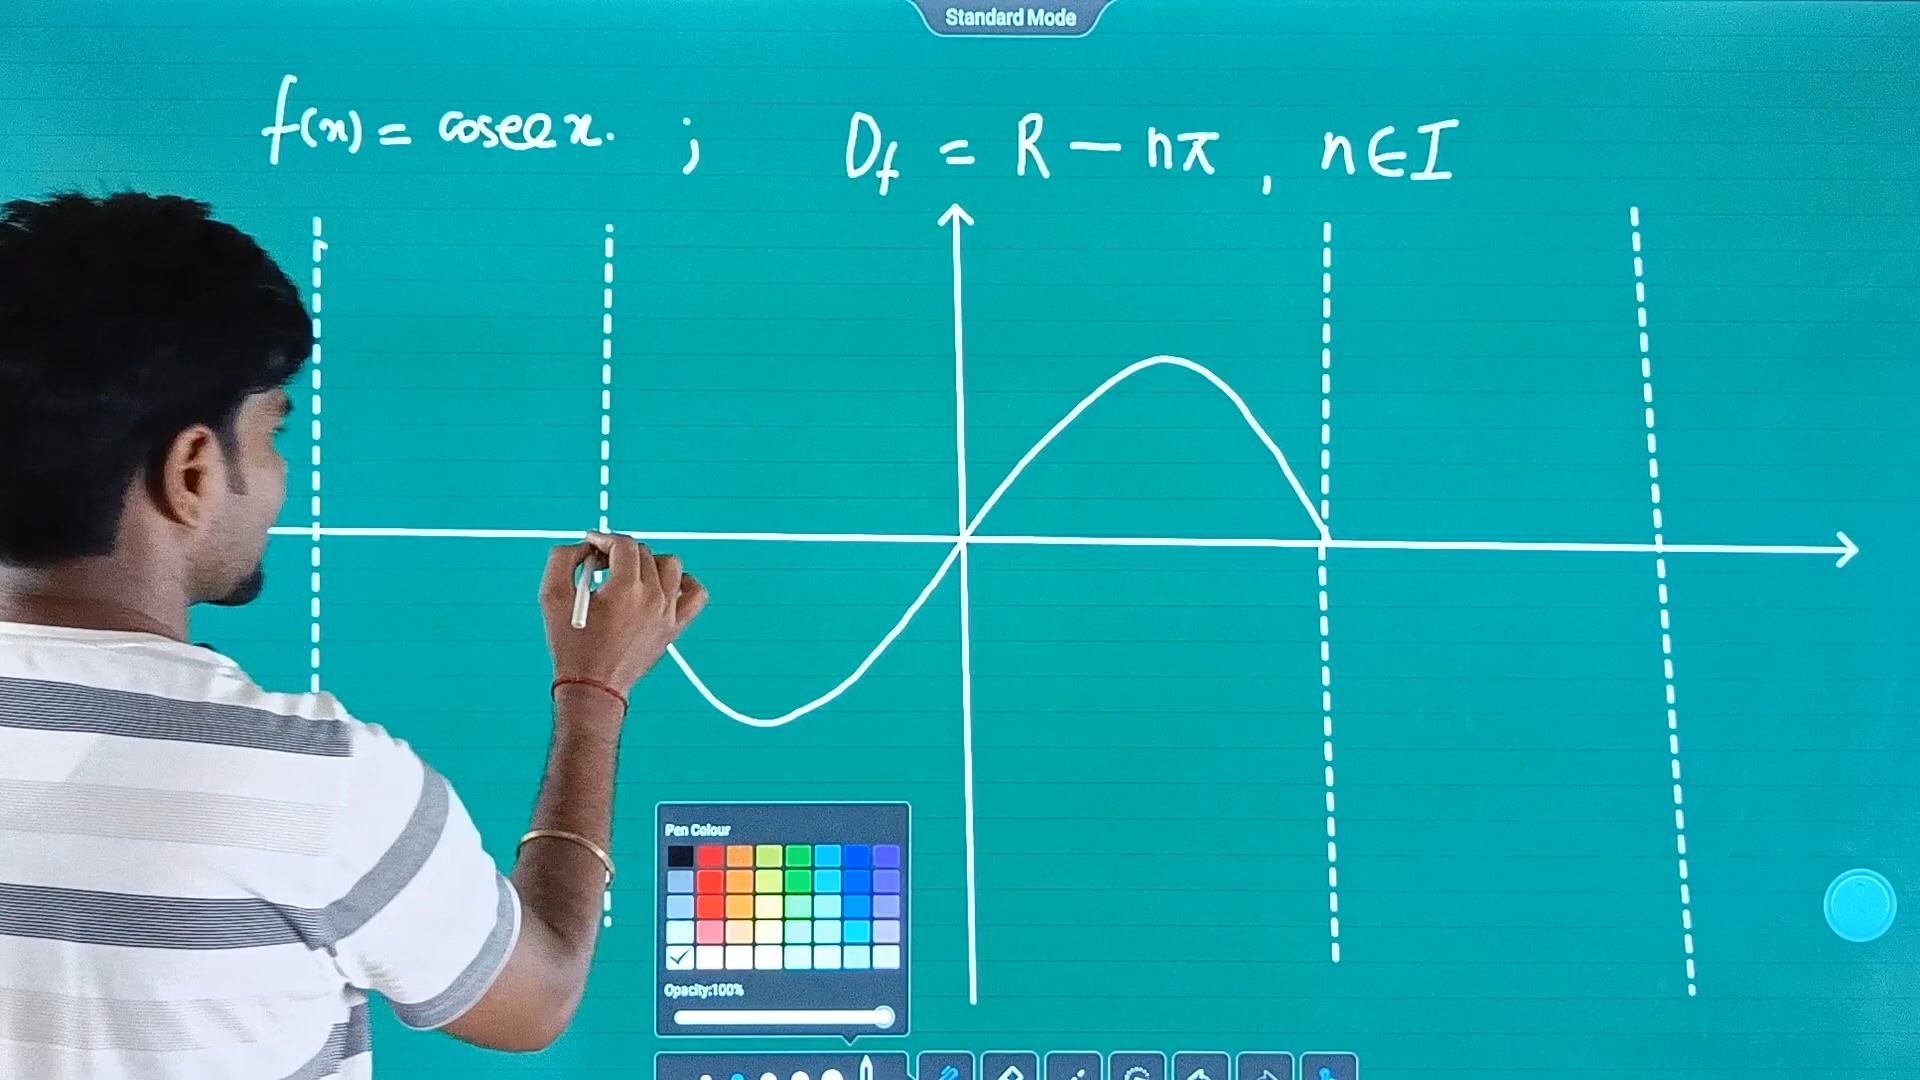 Standard Mode
f(x) = cosec x. ; Df = R - nπ, n∈I
Pen Colour
Opacity:100%